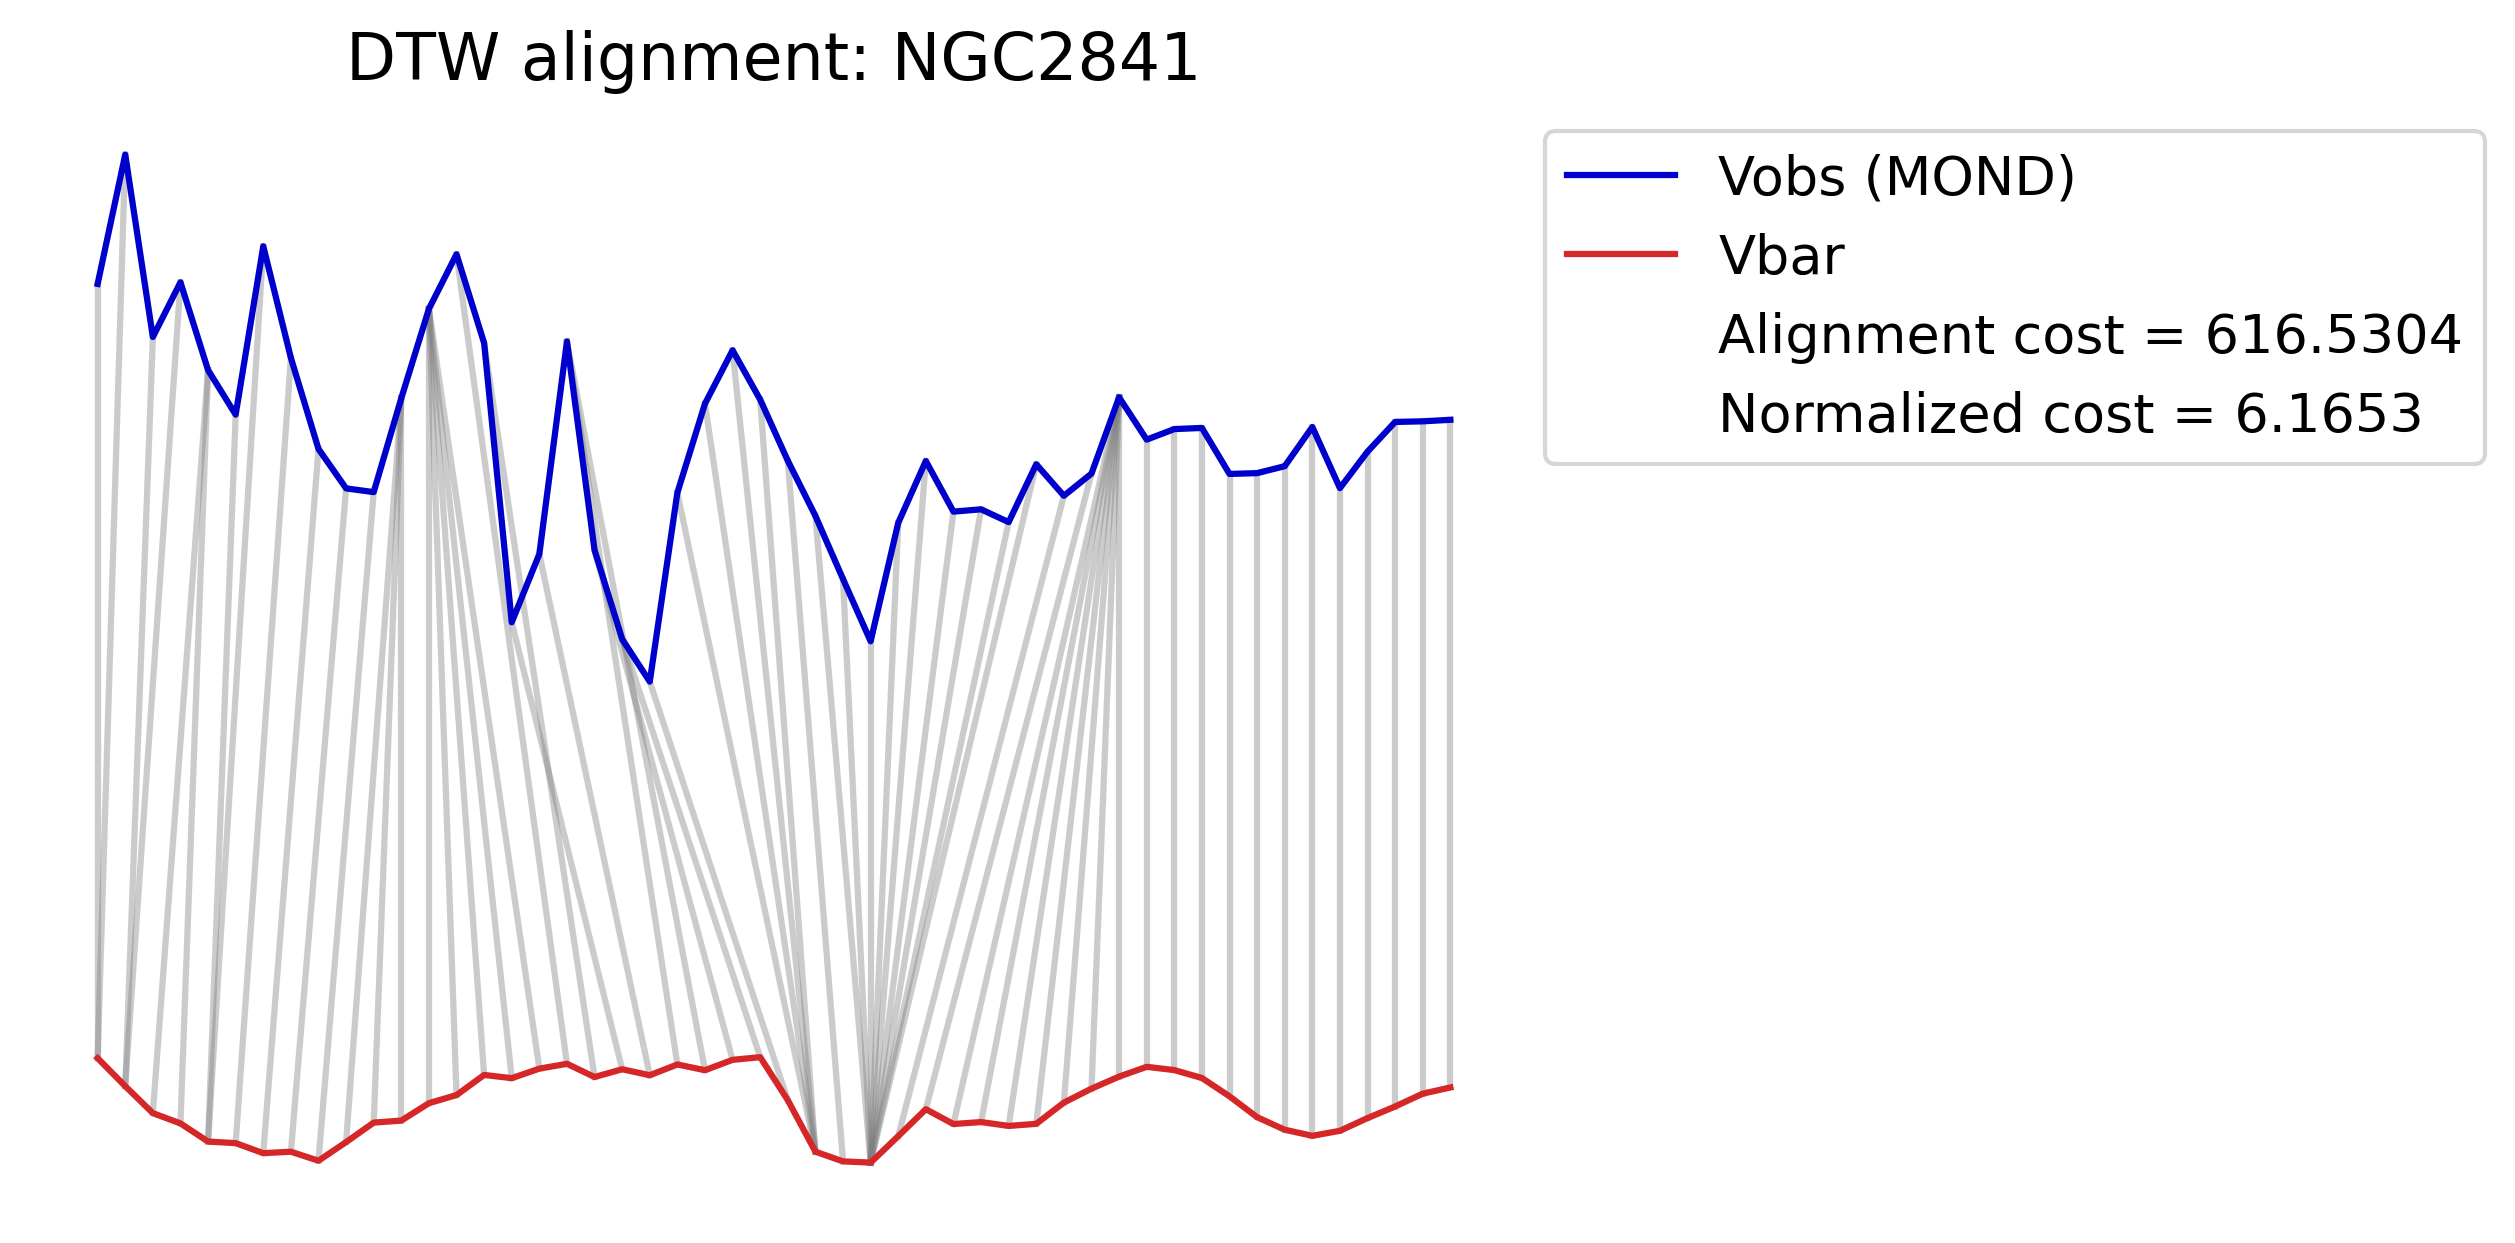 DTW alignment: NGC2841
Vobs (MOND)
Vbar
Alignment cost = 616.5304
Normalized cost = 6.1653